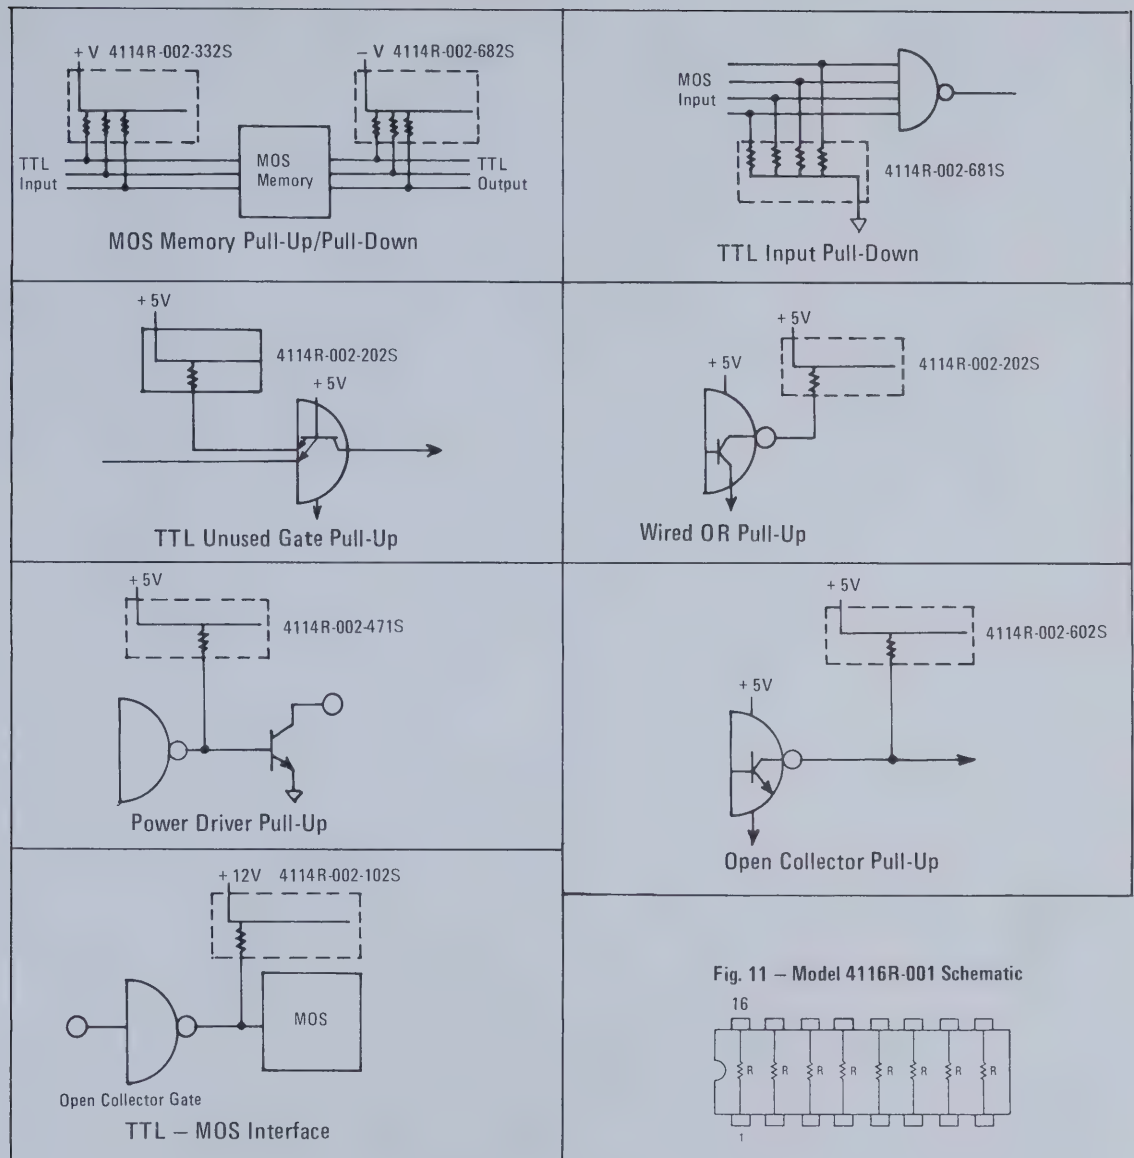 + V 4114R-002-332S
– V 4114R-002-682S
TTL
Input
MOS
Memory
TTL
Output
MOS Memory Pull-Up/Pull-Down
MOS
Input
4114R-002-681S
TTL Input Pull-Down
+ 5V
4114R-002-202S
+ 5V
TTL Unused Gate Pull-Up
+ 5V
4114R-002-202S
+ 5V
Wired OR Pull-Up
+ 5V
4114R-002-471S
Power Driver Pull-Up
+ 5V
4114R-002-602S
+ 5V
Open Collector Pull-Up
+ 12V 4114R-002-102S
MOS
Open Collector Gate
TTL – MOS Interface
Fig. 11 – Model 4116R-001 Schematic
16
R R R R R R R R
1